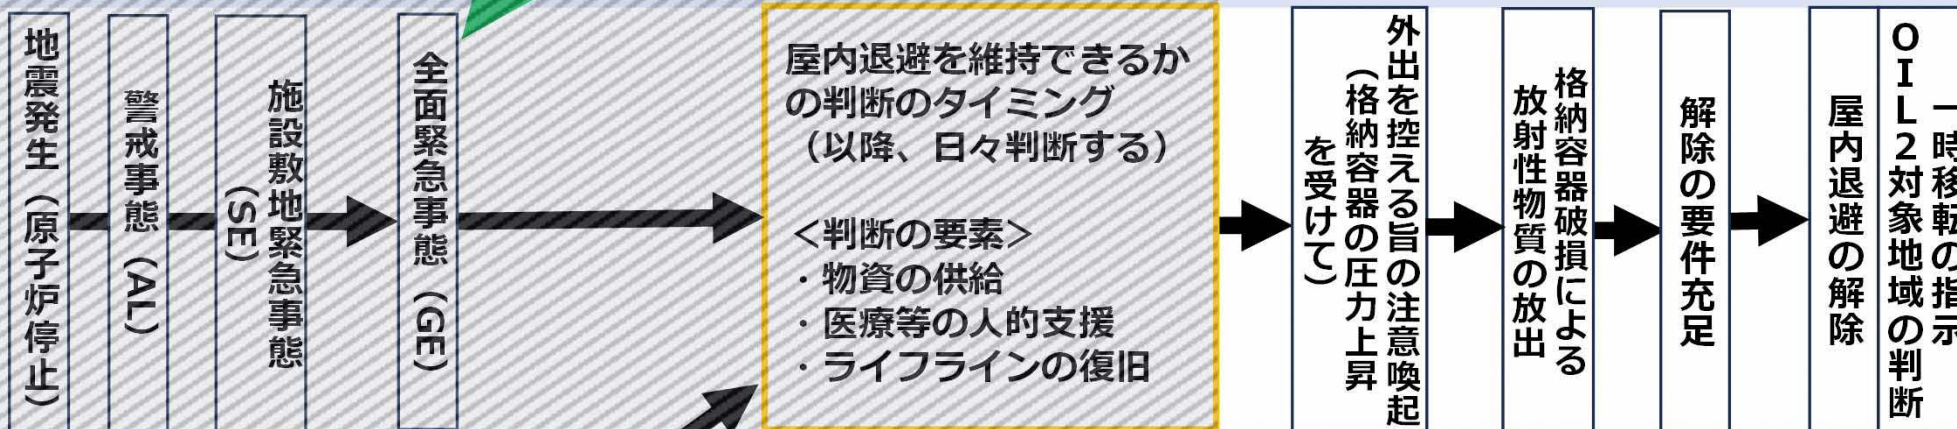 地震発生（原子炉停止）
警戒事態（AL）
施設敷地緊急事態
（SE）
全面緊急事態（GE）
屋内退避を維持できるか
の判断のタイミング
（以降、日々判断する）
＜判断の要素＞
・物資の供給
・医療等の人的支援
・ライフラインの復旧
外出を控える旨の注意喚起
（格納容器の圧力上昇
を受けて）
格納容器破損による
放射性物質の放出
解除の要件充足
屋内退避の解除
一時移転の指示
OIL2対象地域の判断